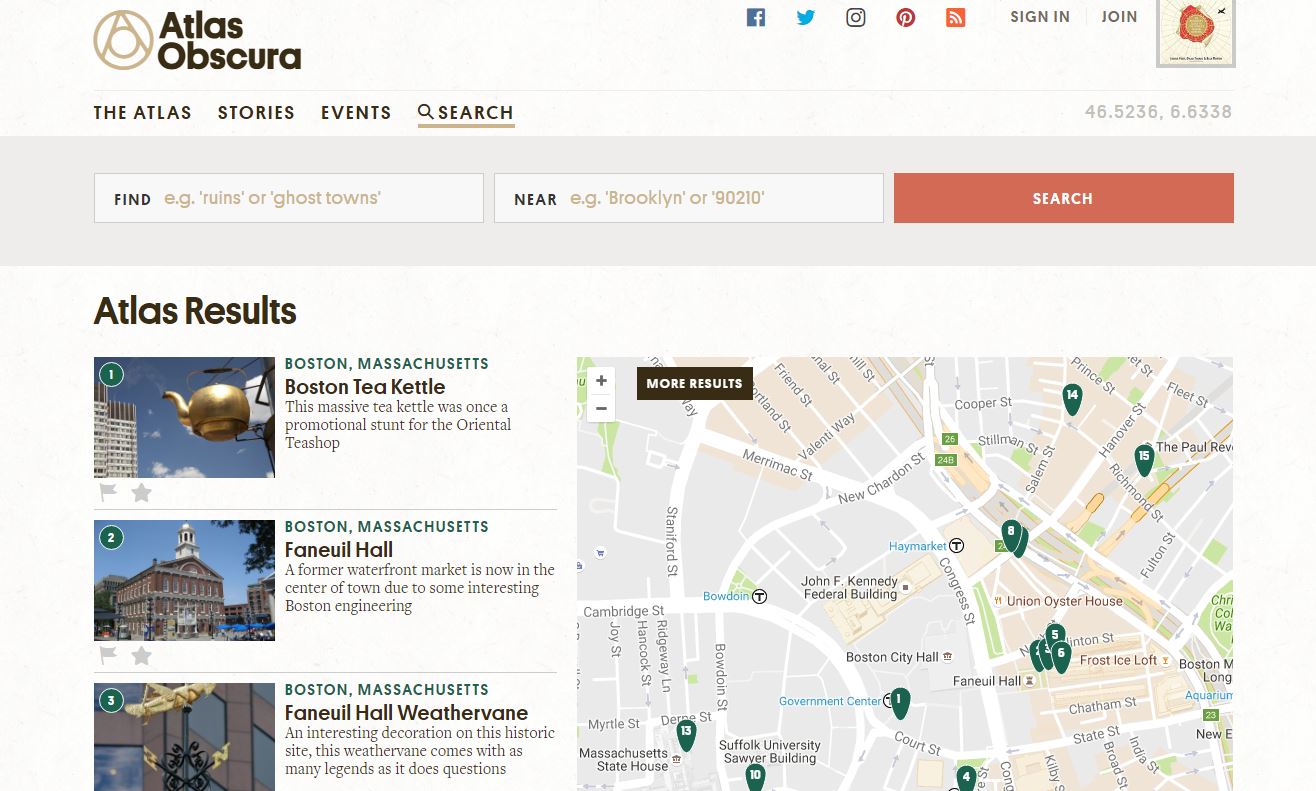 Atlas
Obscura
SIGN IN
JOIN
THE ATLAS
STORIES
EVENTS
SEARCH
46.5236, 6.6338
FIND e.g. 'ruins' or 'ghost towns'
NEAR e.g. 'Brooklyn' or '90210'
SEARCH
Atlas Results
1
BOSTON, MASSACHUSETTS
Boston Tea Kettle
This massive tea kettle was once a
promotional stunt for the Oriental
Teashop
2
BOSTON, MASSACHUSETTS
Faneuil Hall
A former waterfront market is now in the
center of town due to some interesting
Boston engineering
3
BOSTON, MASSACHUSETTS
Faneuil Hall Weathervane
An interesting decoration on this historic
site, this weathervane comes with as
many legends as it does questions
+
−
MORE RESULTS
Friend St
Portland St
Valenti Way
Merrimac St
New Chardon St
Cooper St
Stillman St
Salem St
Prince St
Hanover St
Fleet St
Richmond St
Fulton St
26
24B
14
15
The Paul Reve
8
Haymarket
T
Staniford St
Congress St
John F. Kennedy
Federal Building
Bowdoin
T
Union Oyster House
Cambridge St
Joy St
Hancock St
Ridgeway Ln
Bowdoin St
5
6
Frost Ice Loft
Boston City Hall
Faneuil Hall
Boston M
Long
Government Center
1
Chatham St
Aquarium
23
Myrtle St
Derne St
13
Court St
State St
New E
Massachusetts
State House
Suffolk University
Sawyer Building
10
4
Kilby St
Broad St
India St